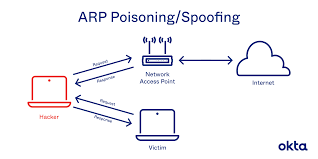 ARP Poisoning/Spoofing
Request
Response
Network
Access Point
Internet
Request
Response
Hacker
Victim
okta